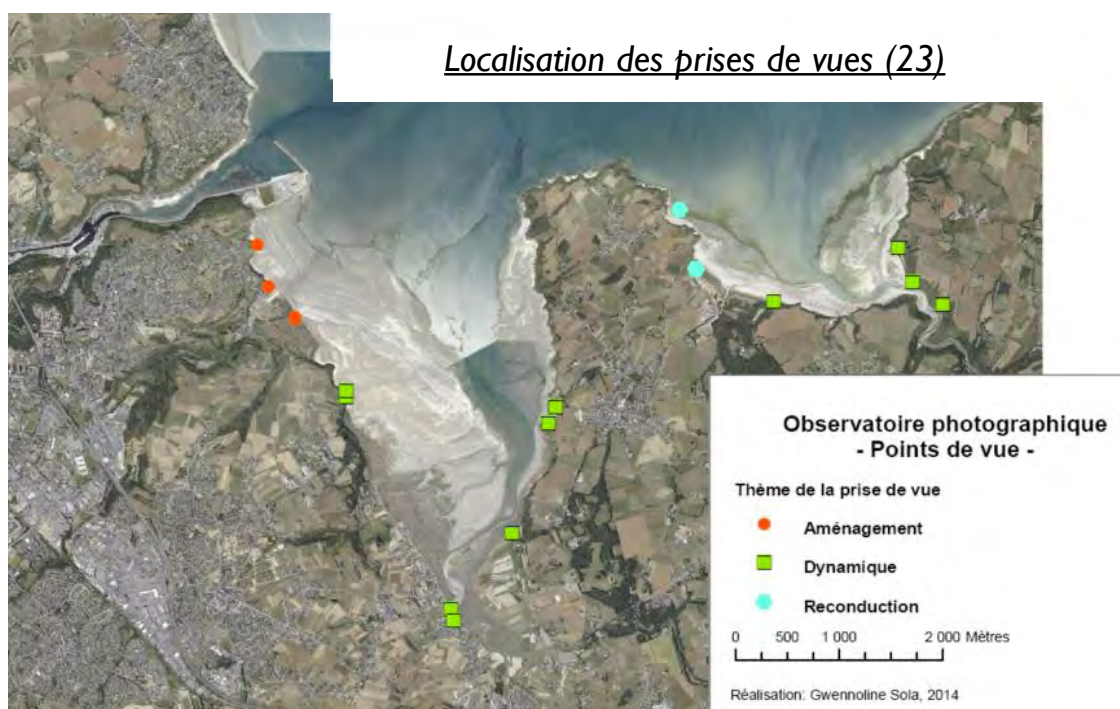 Localisation des prises de vues (23)
Observatoire photographique
- Points de vue -
Thème de la prise de vue
Aménagement
Dynamique
Reconduction
0 500 1 000 2 000 Mètres
Réalisation: Gwennoline Sola, 2014